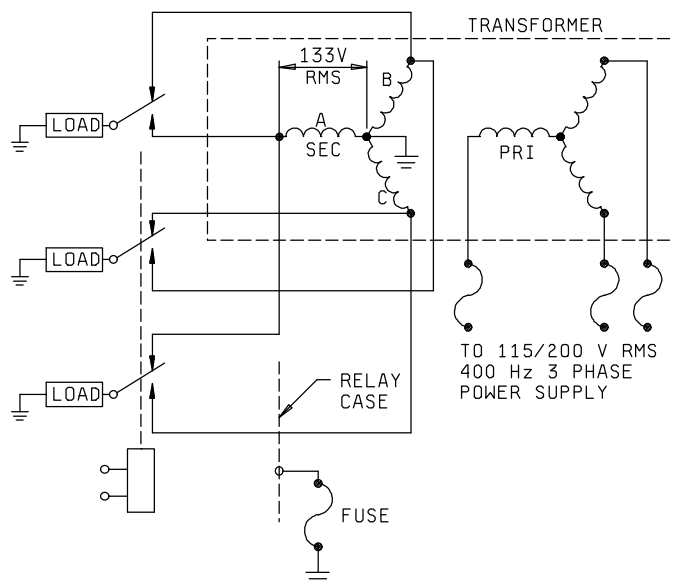 TRANSFORMER
133V
RMS
B
LOAD
A
SEC
PRI
C
LOAD
TO 115/200 V RMS
400 Hz 3 PHASE
POWER SUPPLY
RELAY
CASE
LOAD
FUSE